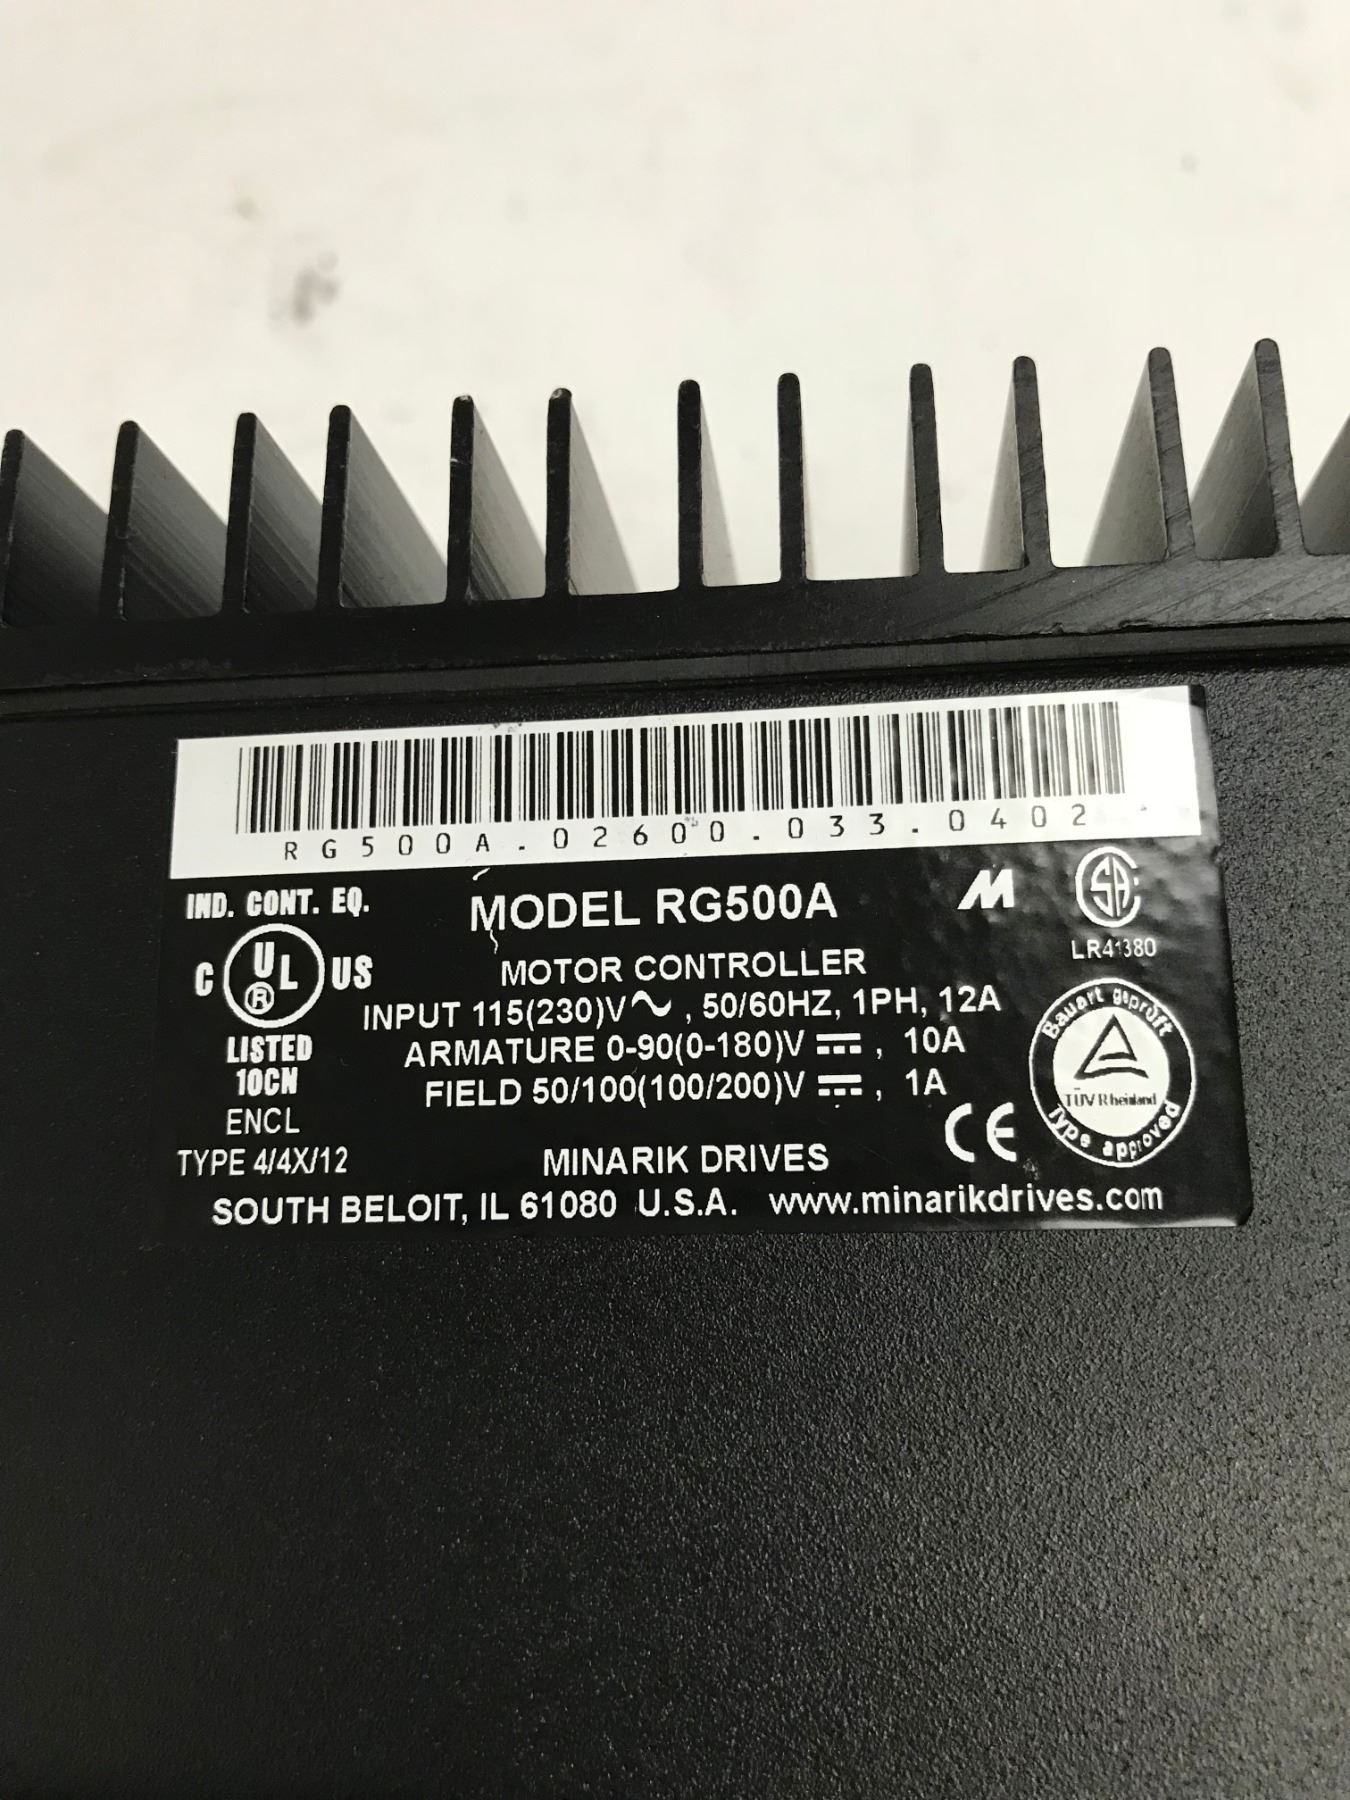 RG500A.02600.033.0402
IND. CONT. EQ.
MODEL RG500A
M
CSA
LR41380
C UL ® US
LISTED
10CN
ENCL
TYPE 4/4X/12
MOTOR CONTROLLER
INPUT 115(230)V ~ , 50/60HZ, 1PH, 12A
ARMATURE 0-90(0-180)V ⎓ , 10A
FIELD 50/100(100/200)V ⎓ , 1A
Bauart geprüft
TÜV Rheinland
Type approved
CE
MINARIK DRIVES
SOUTH BELOIT, IL 61080 U.S.A. www.minarikdrives.com